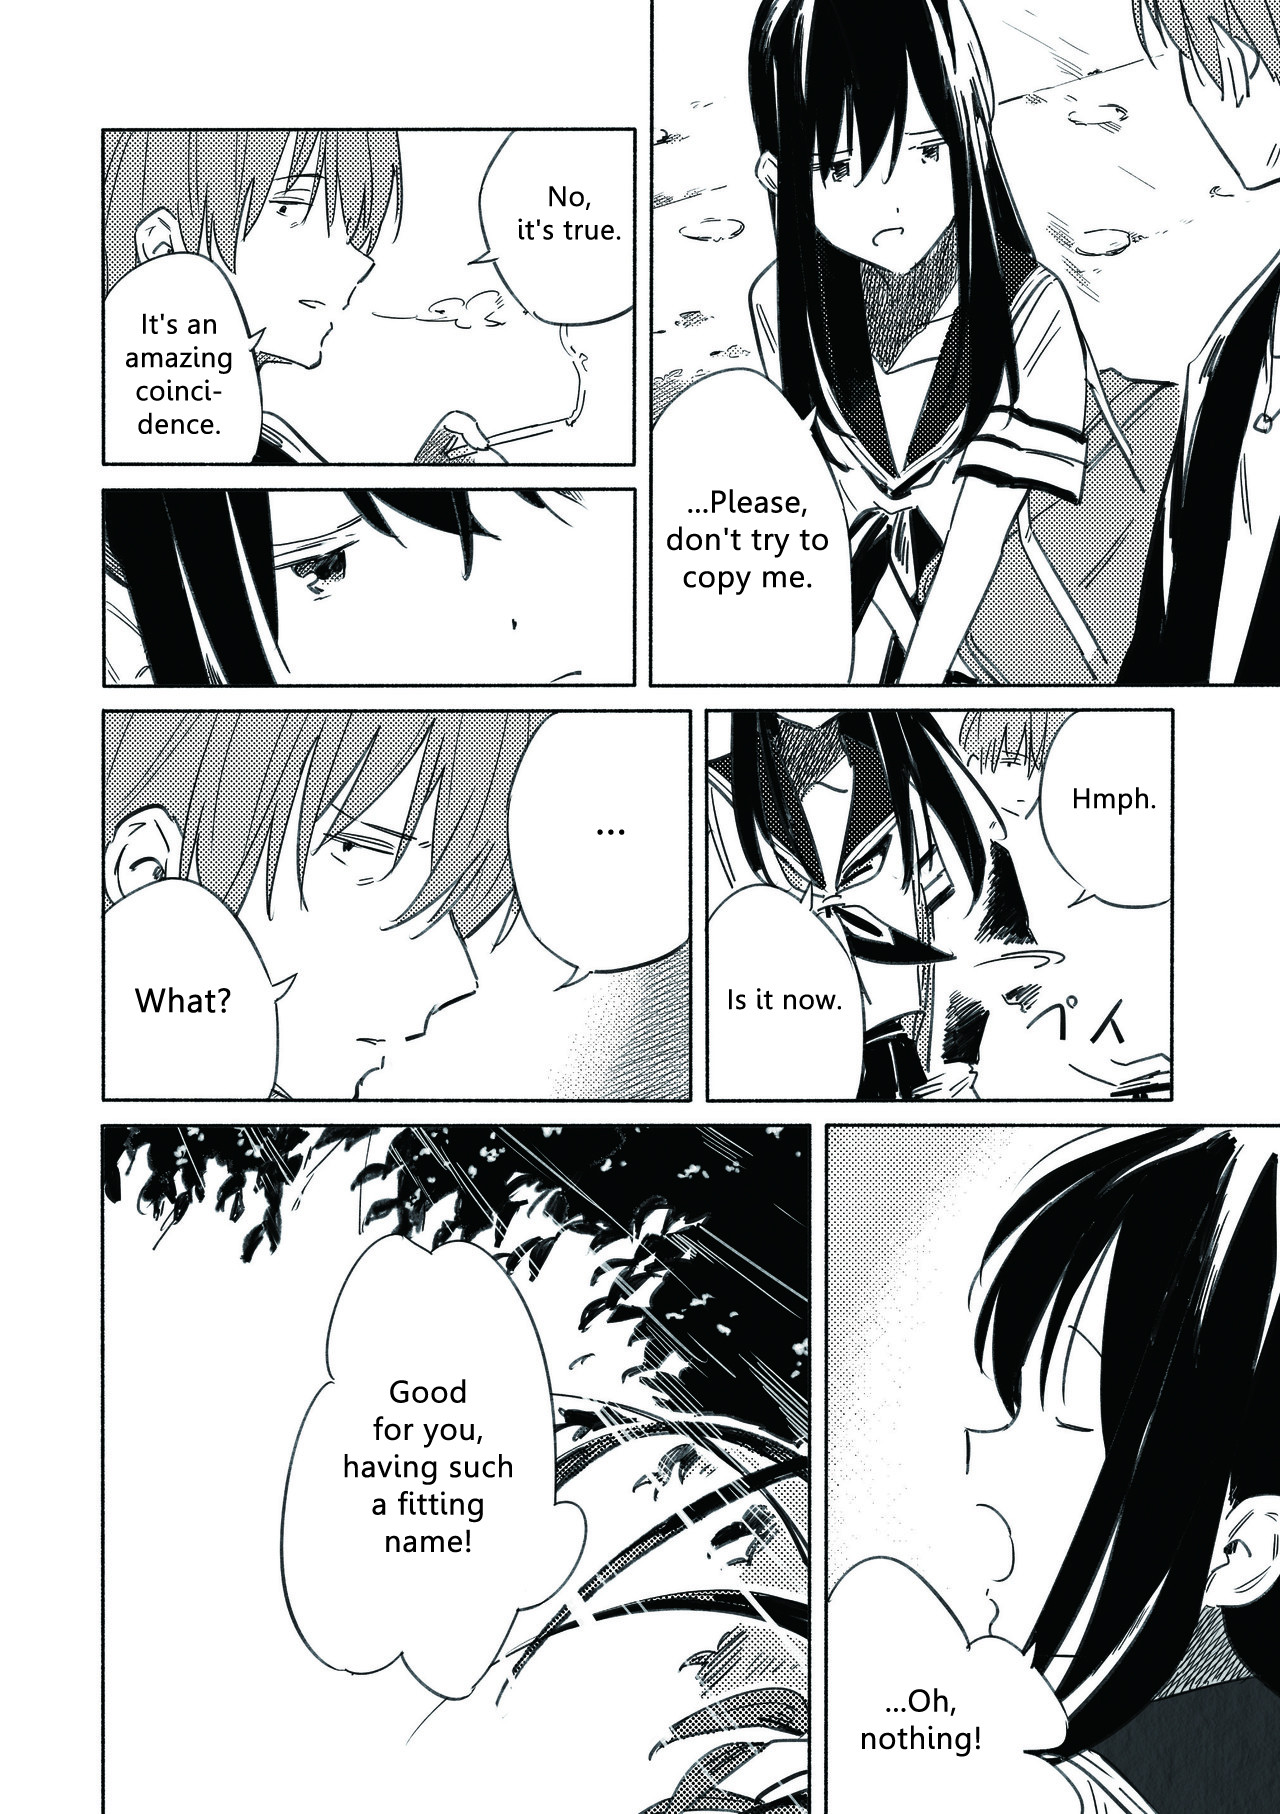 ...Please,
don't try to
copy me.
No,
it's true.
It's an
amazing
coinci-
dence.
Hmph.
Is it now.
ペイ
...
What?
...Oh,
nothing!
Good
for you,
having such
a fitting
name!